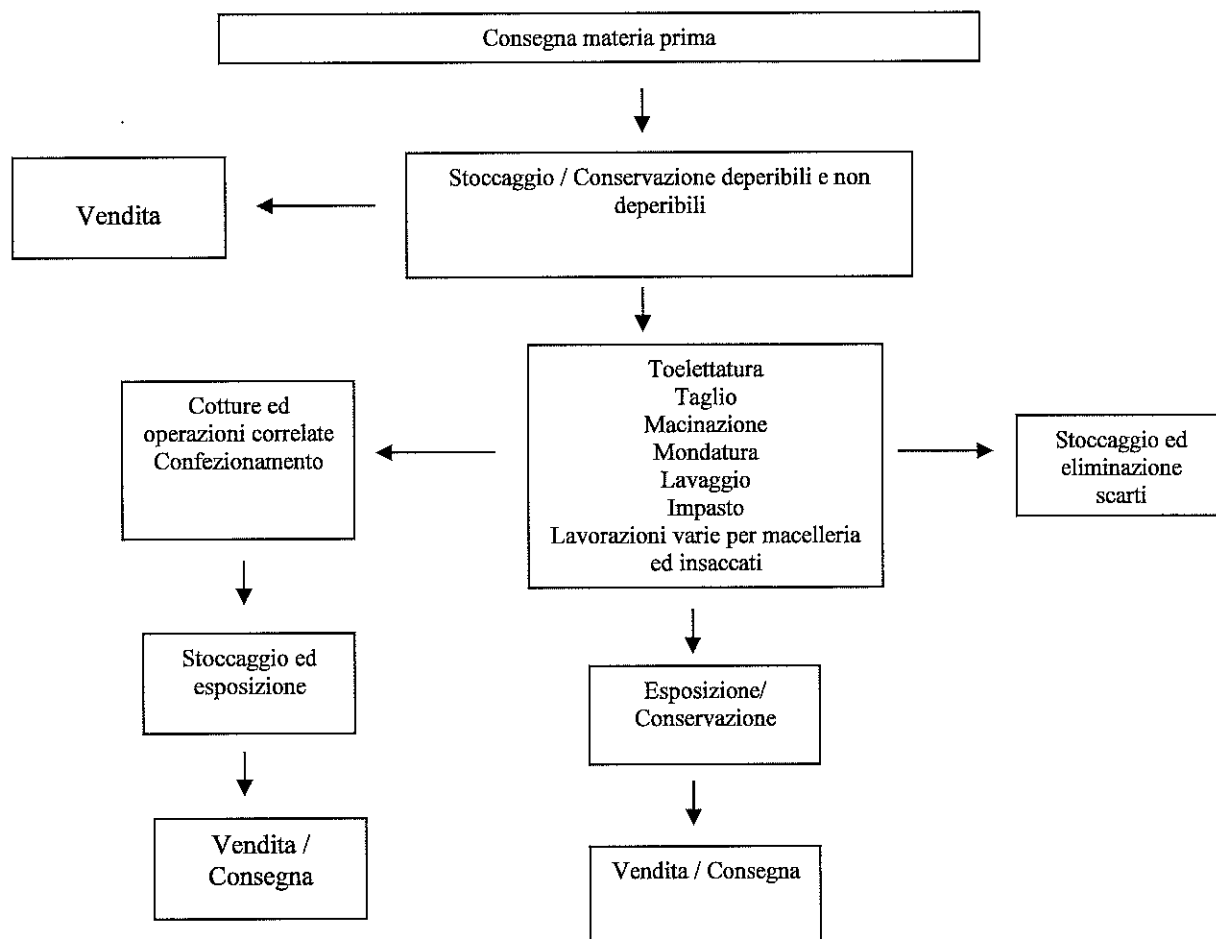 Consegna materia prima
Stoccaggio / Conservazione deperibili e non
deperibili
Vendita
Toelettatura
Taglio
Macinazione
Mondatura
Lavaggio
Impasto
Lavorazioni varie per macelleria
ed insaccati
Cotture ed
operazioni correlate
Confezionamento
Stoccaggio ed
eliminazione
scarti
Stoccaggio ed
esposizione
Esposizione/
Conservazione
Vendita /
Consegna
Vendita / Consegna